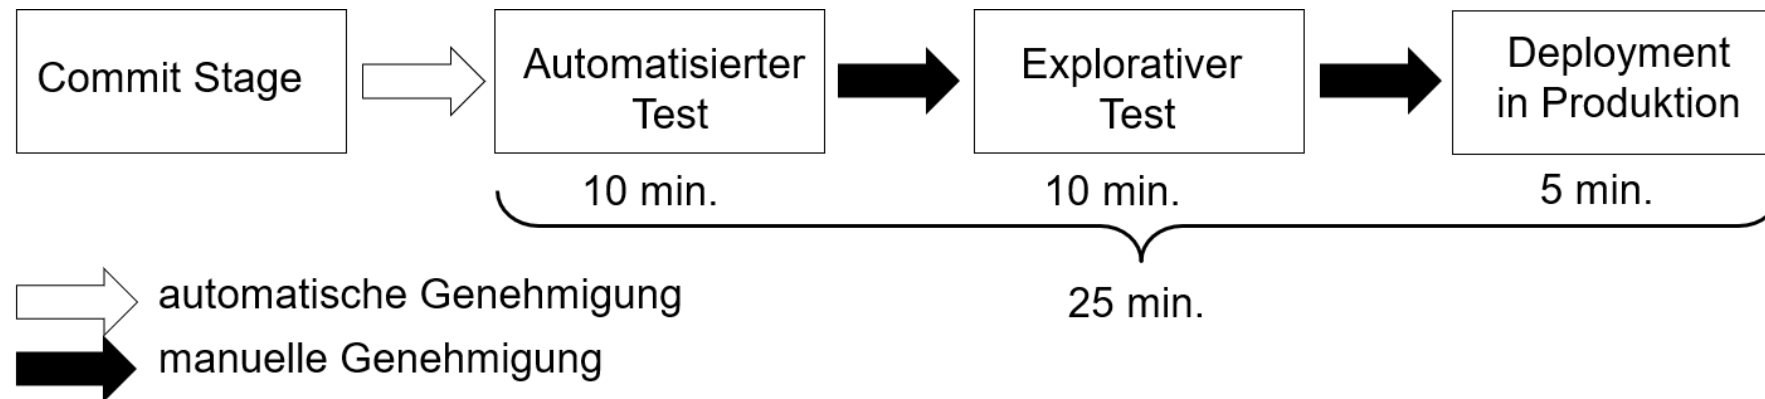 Commit Stage
Automatisierter
Test
Explorativer
Test
Deployment
in Produktion
10 min.
10 min.
5 min.
25 min.
automatische Genehmigung
manuelle Genehmigung